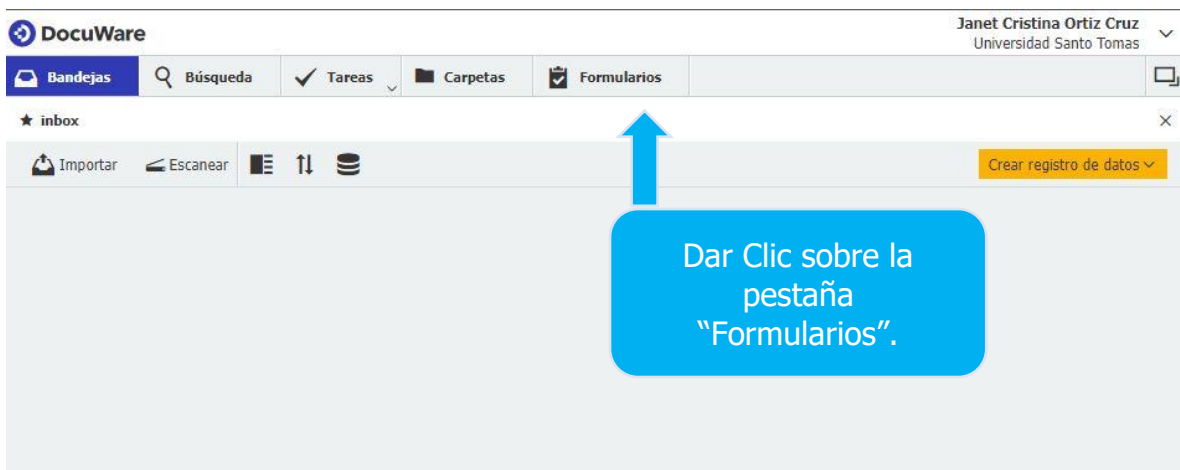 DocuWare
Janet Cristina Ortiz Cruz
Universidad Santo Tomas
Bandejas Búsqueda Tareas Carpetas Formularios
inbox
Importar Escanear Crear registro de datos
Dar Clic sobre la
pestaña
“Formularios”.